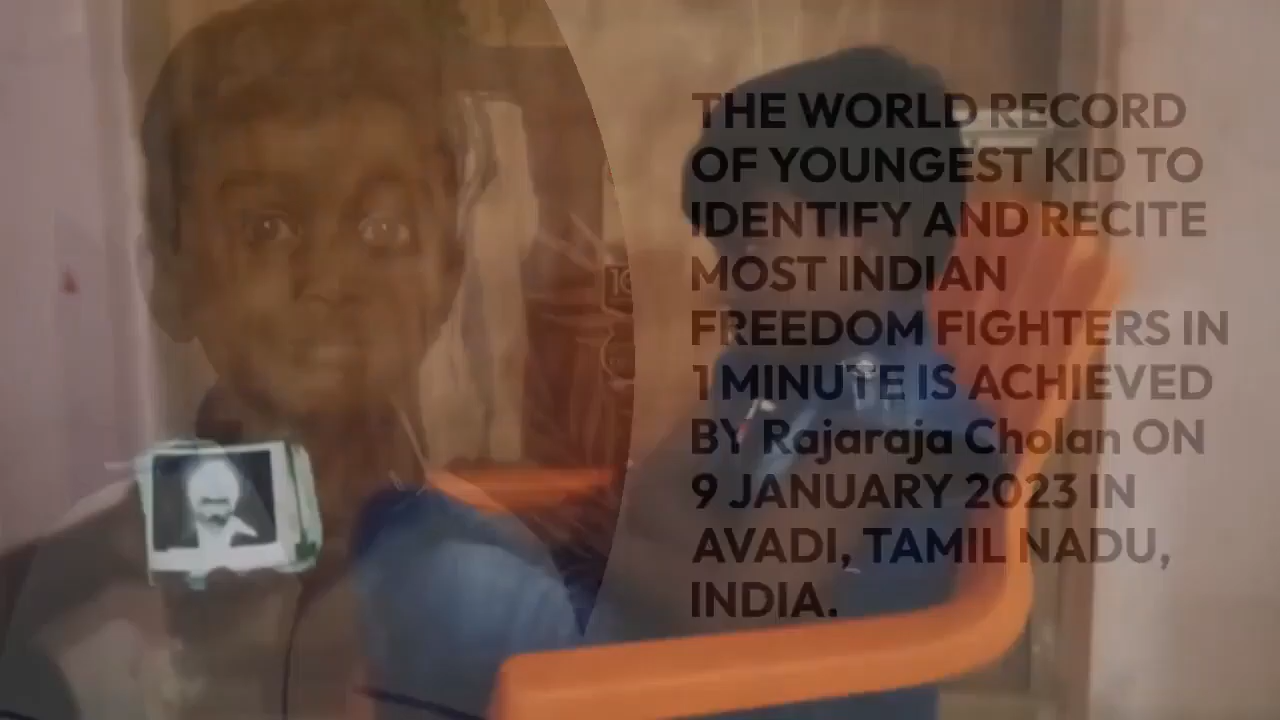 THE WORLD RECORD
OF YOUNGEST KID TO
IDENTIFY AND RECITE
MOST INDIAN
FREEDOM FIGHTERS IN
1 MINUTE IS ACHIEVED
BY Rajaraja Cholan ON
9 JANUARY 2023 IN
AVADI, TAMIL NADU,
INDIA.